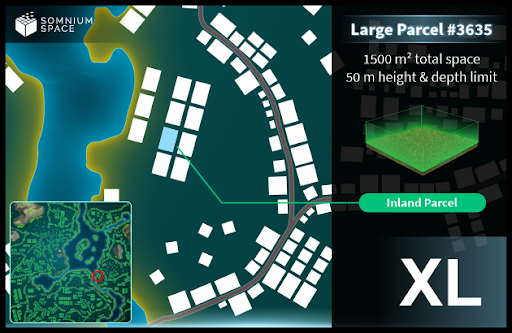 SOMNIUM
SPACE
Large Parcel #3635
1500 m² total space
50 m height & depth limit
Inland Parcel
XL